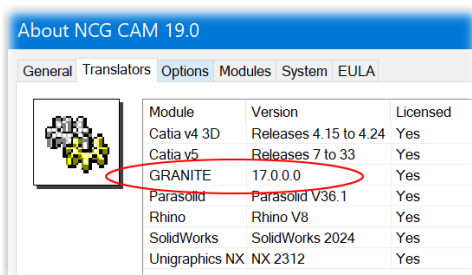 About NCG CAM 19.0
General Translators Options Modules System EULA
Module Version Licensed
Catia v4 3D Releases 4.15 to 4.24 Yes
Catia v5 Releases 7 to 33 Yes
GRANITE 17.0.0.0 Yes
Parasolid Parasolid V36.1 Yes
Rhino Rhino V8 Yes
SolidWorks SolidWorks 2024 Yes
Unigraphics NX NX 2312 Yes